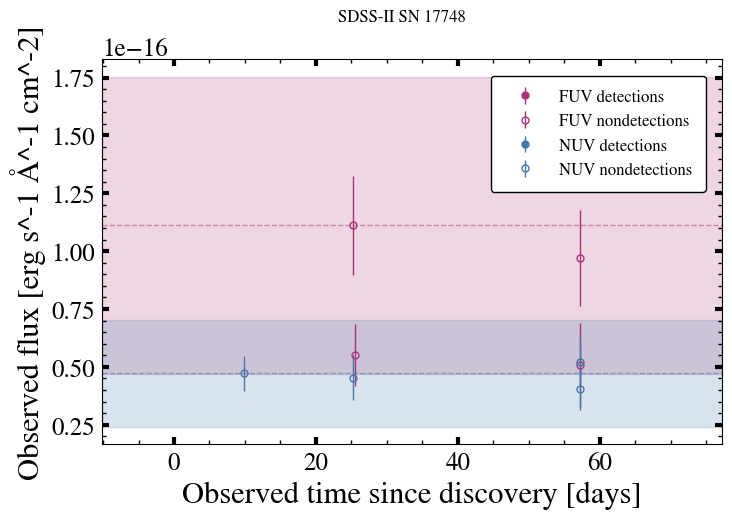 SDSS-II SN 17748
1e−16
1.75
1.50
1.25
1.00
0.75
0.50
0.25
Observed flux [erg s^-1 Å^-1 cm^-2]
FUV detections
FUV nondetections
NUV detections
NUV nondetections
0 20 40 60
Observed time since discovery [days]